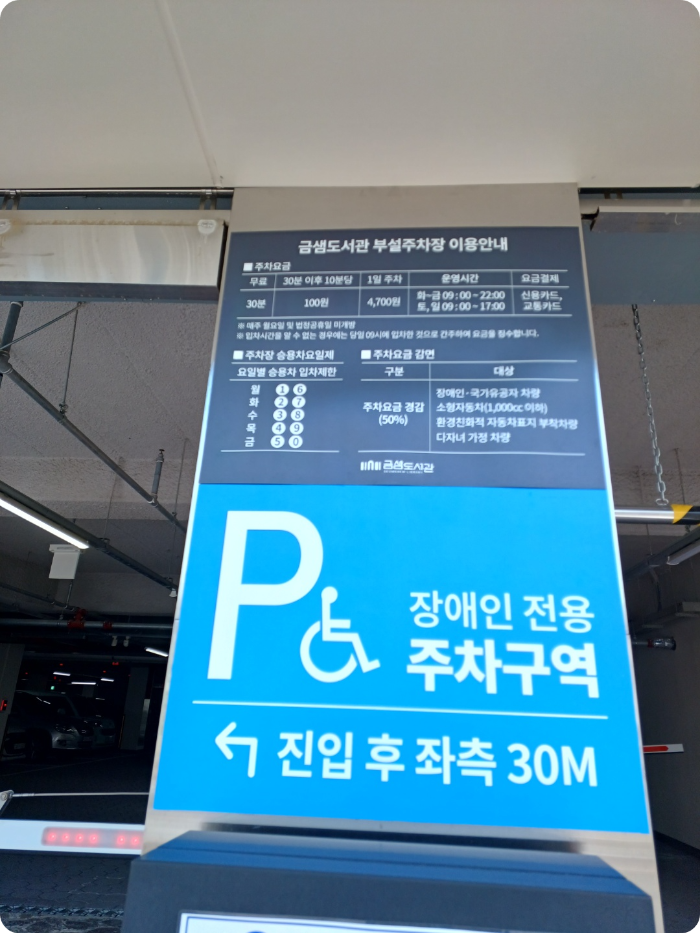 금샘도서관 부설주차장 이용안내
■ 주차요금
무료 30분 이후 10분당 1일 주차 운영시간 요금결제
30분 100원 4,700원 화~금 09:00 ~ 22:00 신용카드,
토, 일 09:00 ~ 17:00 교통카드
※ 매주 월요일 및 법정공휴일 미개방
※ 입차시간을 알 수 없는 경우에는 당일 09시에 입차한 것으로 간주하여 요금을 징수합니다.
■ 주차장 승용차요일제
요일별 승용차 입차제한
월 1 6
화 2 7
수 3 8
목 4 9
금 5 0
■ 주차요금 감면
구분 대상
주차요금 경감
(50%)
장애인·국가유공자 차량
소형자동차(1,000cc 이하)
환경친화적 자동차표지 부착차량
다자녀 가정 차량
금샘도서관
P
장애인 전용
주차구역
← 진입 후 좌측 30M